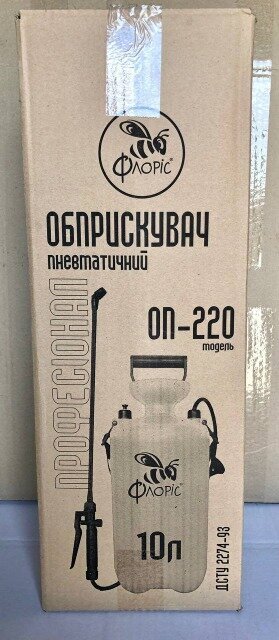 Флоріс®
ОБПРИСКУВАЧ
пневматичний
ОП-220
модель
ПРОФЕСІОНАЛ
Флоріс®
10л
ДСТУ 2274-93